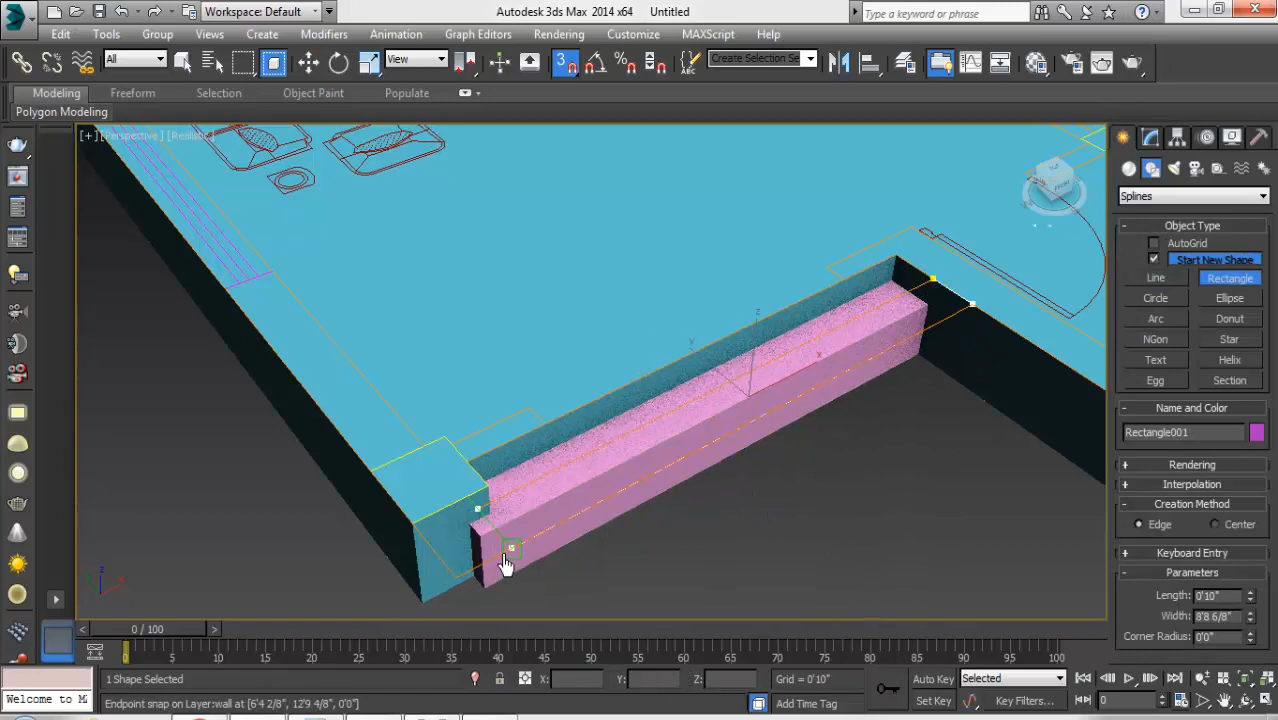 Workspace: Default
Autodesk 3ds Max 2014 x64 Untitled
Type a keyword or phrase
Edit Tools Group Views Create Modifiers Animation Graph Editors Rendering Customize MAXScript Help
All
View
3
Create Selection Se
Modeling Freeform Selection Object Paint Populate
Polygon Modeling
[+] [Perspective] [Realistic]
FRONT
Splines
Object Type
AutoGrid
Start New Shape
Line Rectangle
Circle Ellipse
Arc Donut
NGon Star
Text Helix
Egg Section
Name and Color
Rectangle001
Rendering
Interpolation
Creation Method
Edge Center
Keyboard Entry
Parameters
Length: 0'10"
Width: 8'8 6/8"
Corner Radius: 0'0"
z
y
x
z
x
0 / 100
0 5 10 15 20 25 30 35 40 45 50 55 60 65 70 75 80 85 90 95 100
1 Shape Selected
X: Y: Z:
Grid = 0'10"
Auto Key Selected
Welcome to M
Endpoint snap on Layer:wall at [6'4 2/8", 12'9 4/8", 0'0"]
Add Time Tag
Set Key Key Filters...
0